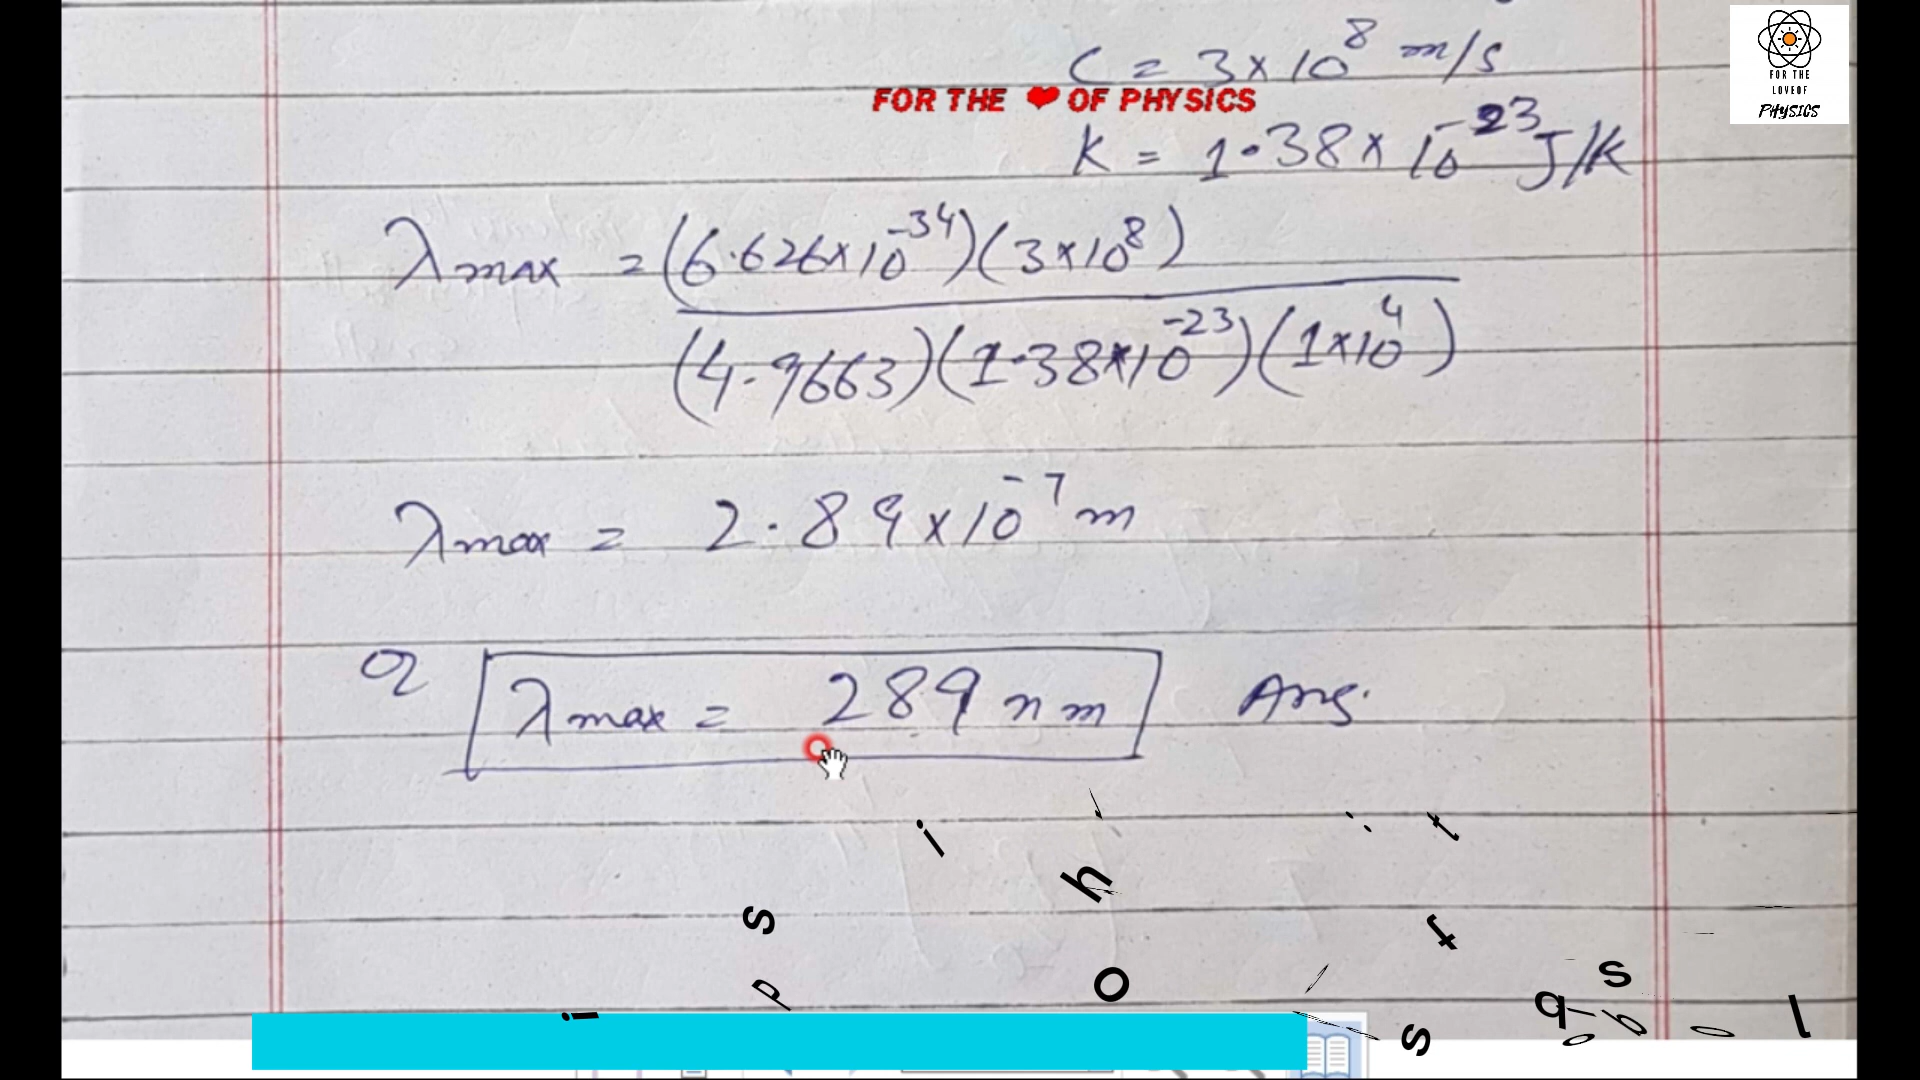 C = 3×10⁸ m/s
FOR THE ❤ OF PHYSICS
K = 1.38×10⁻²³ J/K
FOR THE
LOVEOF
PHYSICS
λmax = (6.626×10⁻³⁴)(3×10⁸)
(4.9663)(1.38×10⁻²³)(1×10⁴)
λmax = 2.89×10⁻⁷ m
or λmax = 289 nm Ans.